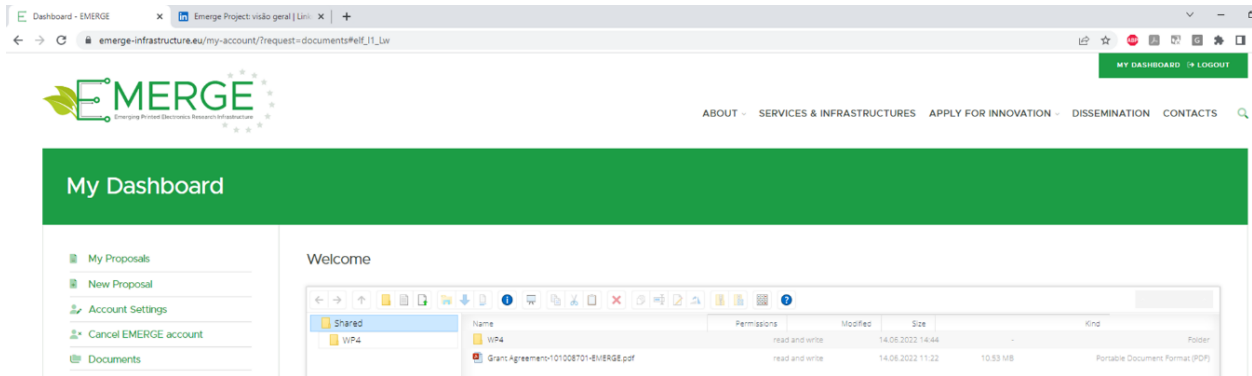 Dashboard - EMERGE
Emerge Project: visão geral | Link
emerge-infrastructure.eu/my-account/?request=documents#elf_l1_Lw
MY DASHBOARD LOGOUT
EMERGE
Emerging Printed Electronics Research Infrastructure
ABOUT SERVICES & INFRASTRUCTURES APPLY FOR INNOVATION DISSEMINATION CONTACTS
My Dashboard
My Proposals
New Proposal
Account Settings
Cancel EMERGE account
Documents
Welcome
Shared
WP4
Name Permissions Modified Size Kind
WP4 read and write 14.06.2022 14:44 - Folder
Grant Agreement-101008701-EMERGE.pdf read and write 14.06.2022 11:22 10.53 MB Portable Document Format (PDF)